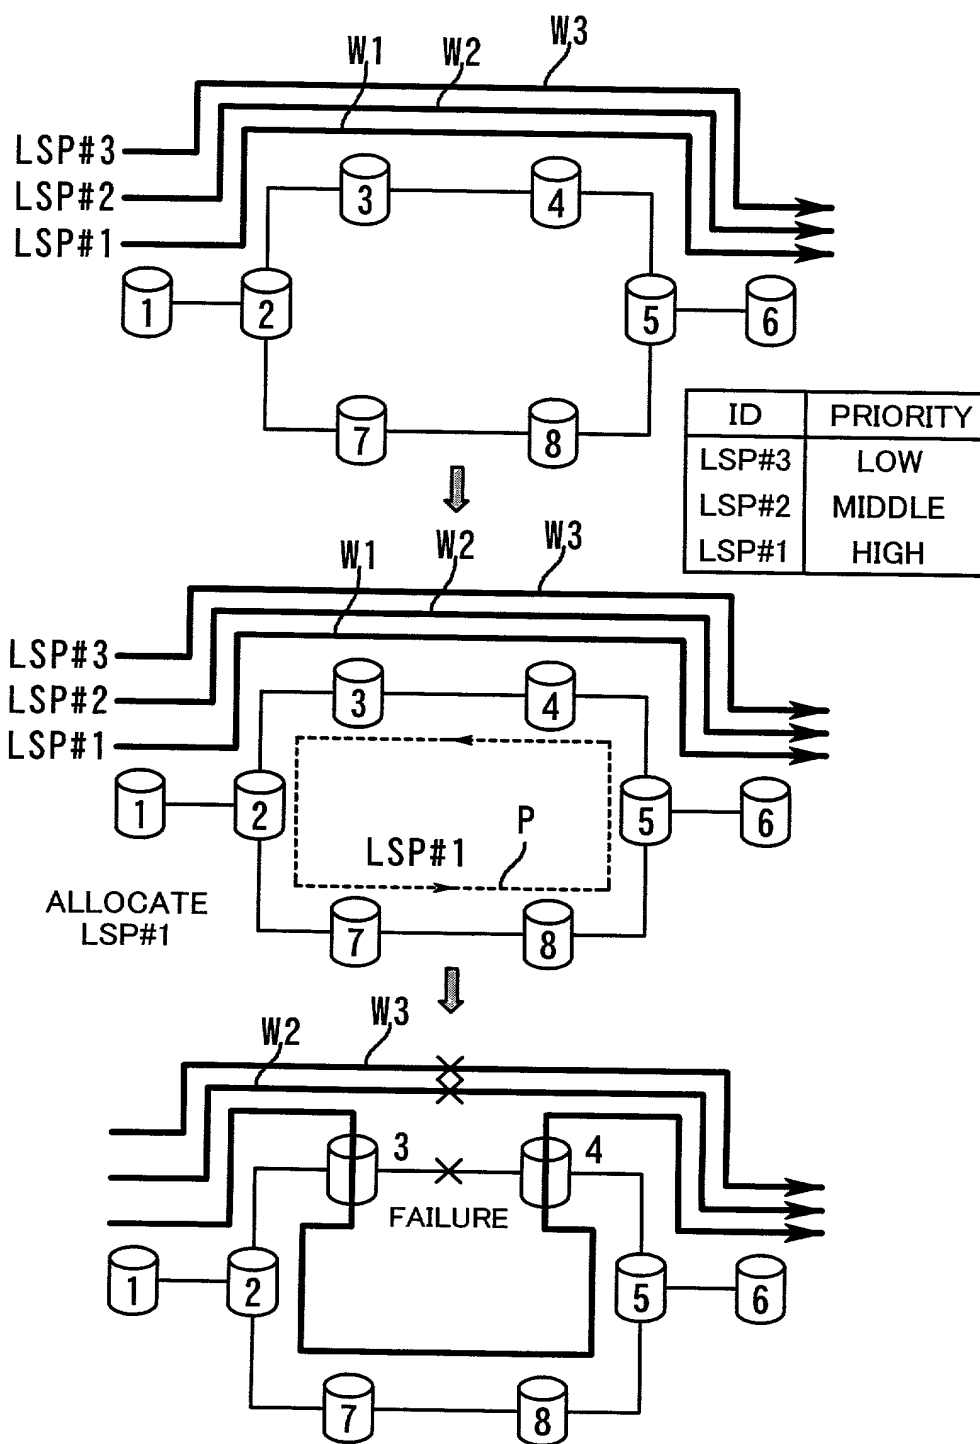 W1
W2
W3
LSP#3
LSP#2
LSP#1
3
4
1
2
5
6
7
8
ID PRIORITY
LSP#3 LOW
LSP#2 MIDDLE
LSP#1 HIGH
W1
W2
W3
LSP#3
LSP#2
LSP#1
3
4
1
2
5
6
P
LSP#1
ALLOCATE
LSP#1
7
8
W2
W3
3
4
FAILURE
1
2
5
6
7
8